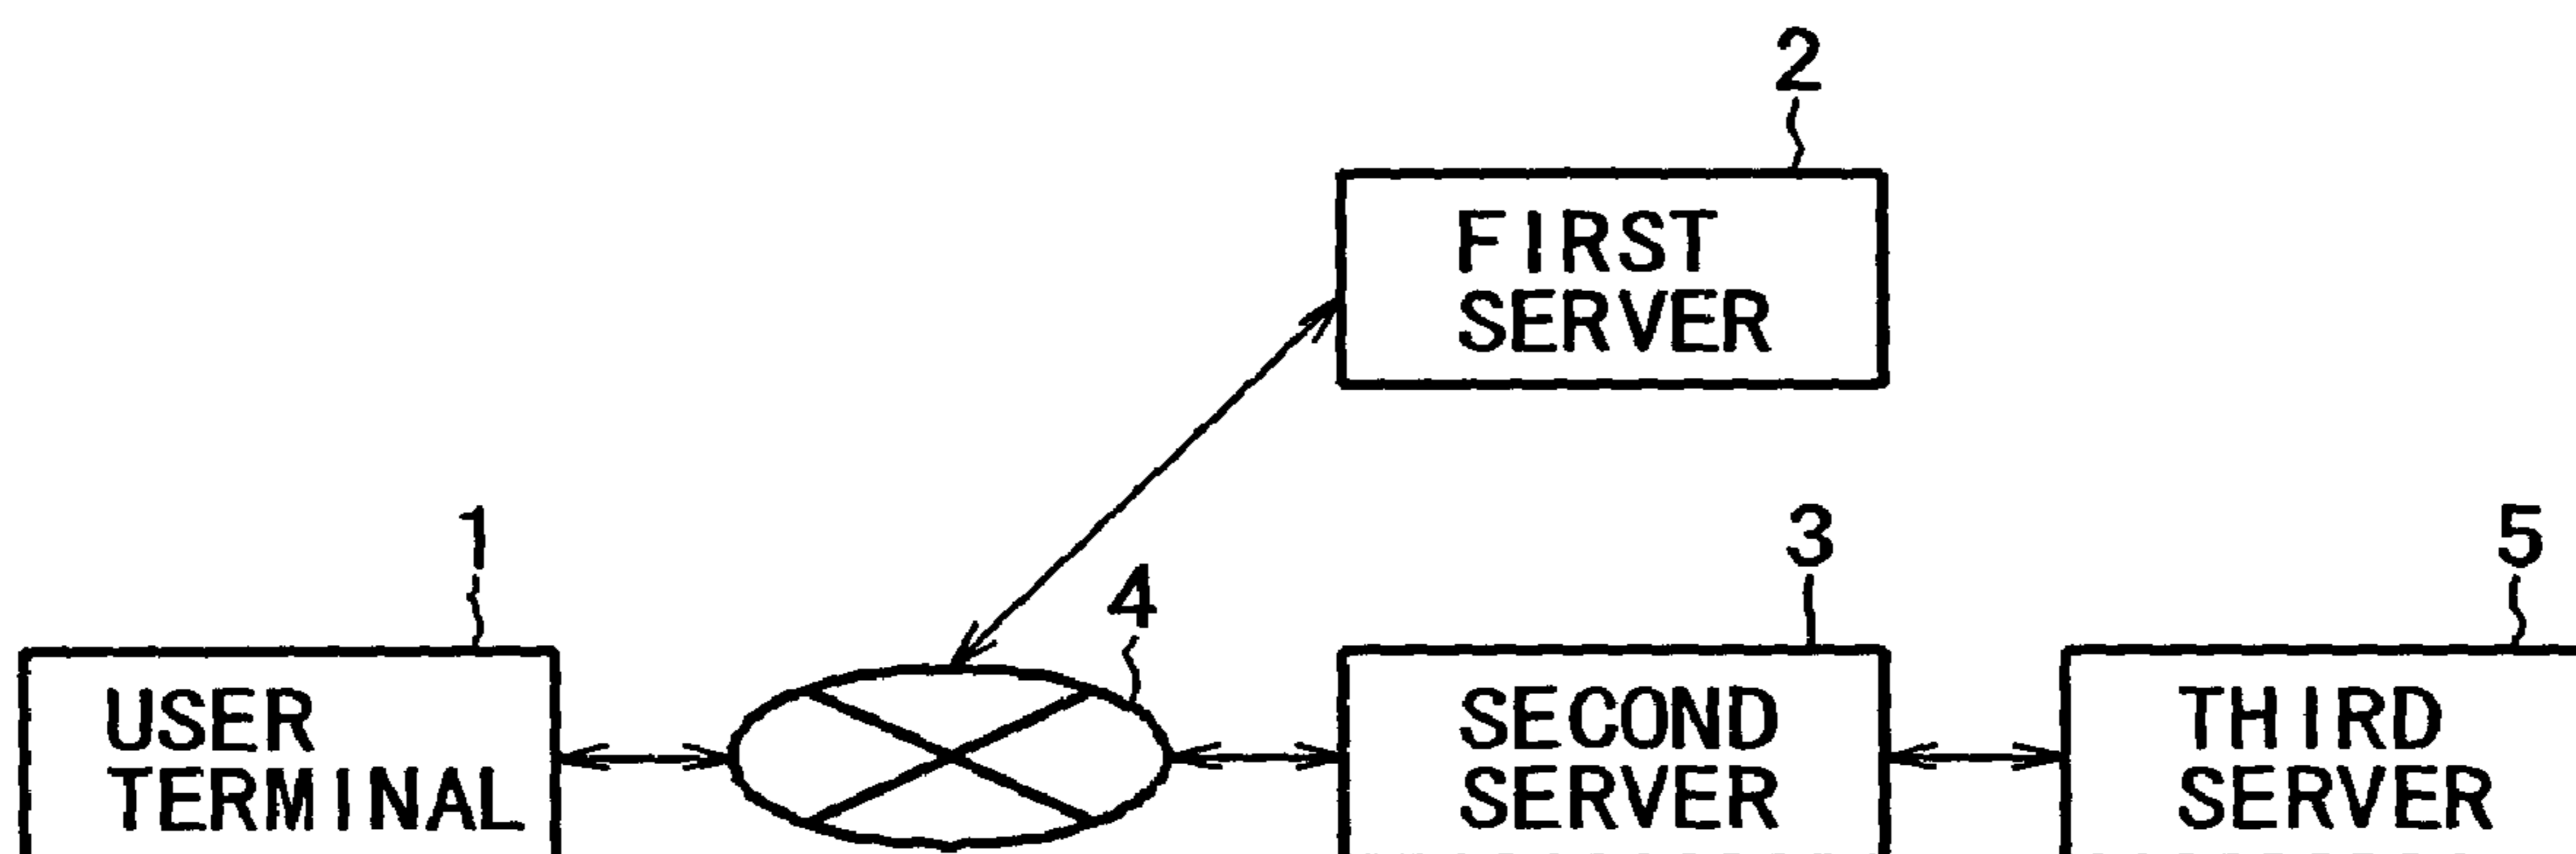 2
FIRST
SERVER
1
4
3
5
USER
TERMINAL
SECOND
SERVER
THIRD
SERVER